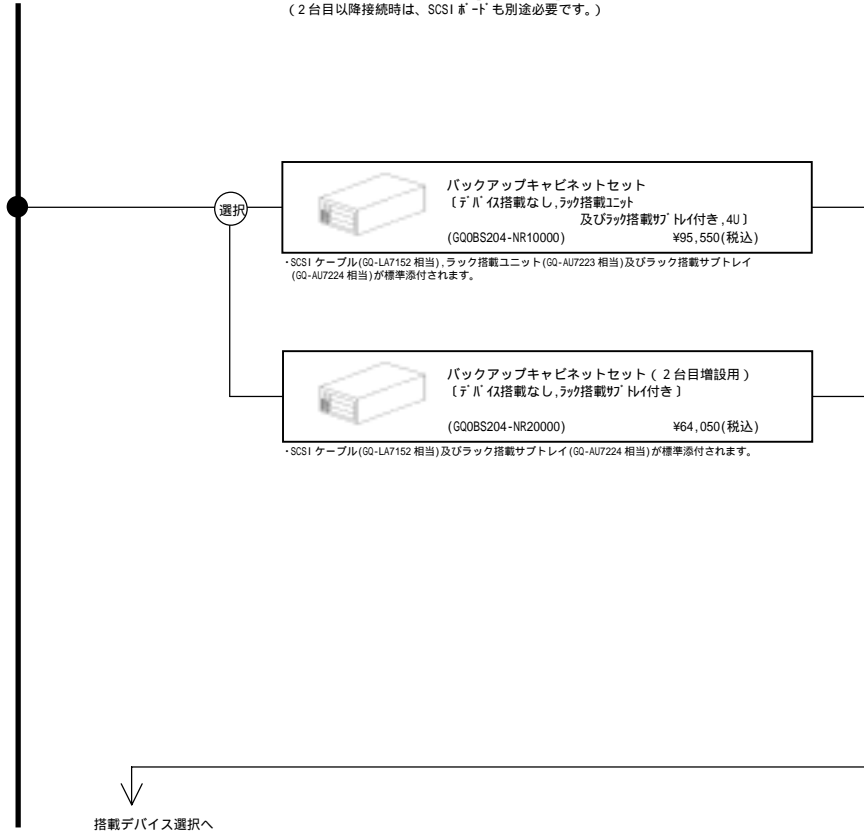 (2台目以降接続時は、SCSIボードも別途必要です。)
選択
バックアップキャビネットセット
〔デバイス搭載なし,ラック搭載ユニット
及びラック搭載サブトレイ付き,4U〕
(GQ0BS204-NR10000) ¥95,550(税込)
・SCSIケーブル(GQ-LA7152相当),ラック搭載ユニット(GQ-AU7223相当)及びラック搭載サブトレイ
(GQ-AU7224相当)が標準添付されます。
バックアップキャビネットセット(2台目増設用)
〔デバイス搭載なし,ラック搭載サブトレイ付き〕
(GQ0BS204-NR20000) ¥64,050(税込)
・SCSIケーブル(GQ-LA7152相当)及びラック搭載サブトレイ(GQ-AU7224相当)が標準添付されます。
搭載デバイス選択へ